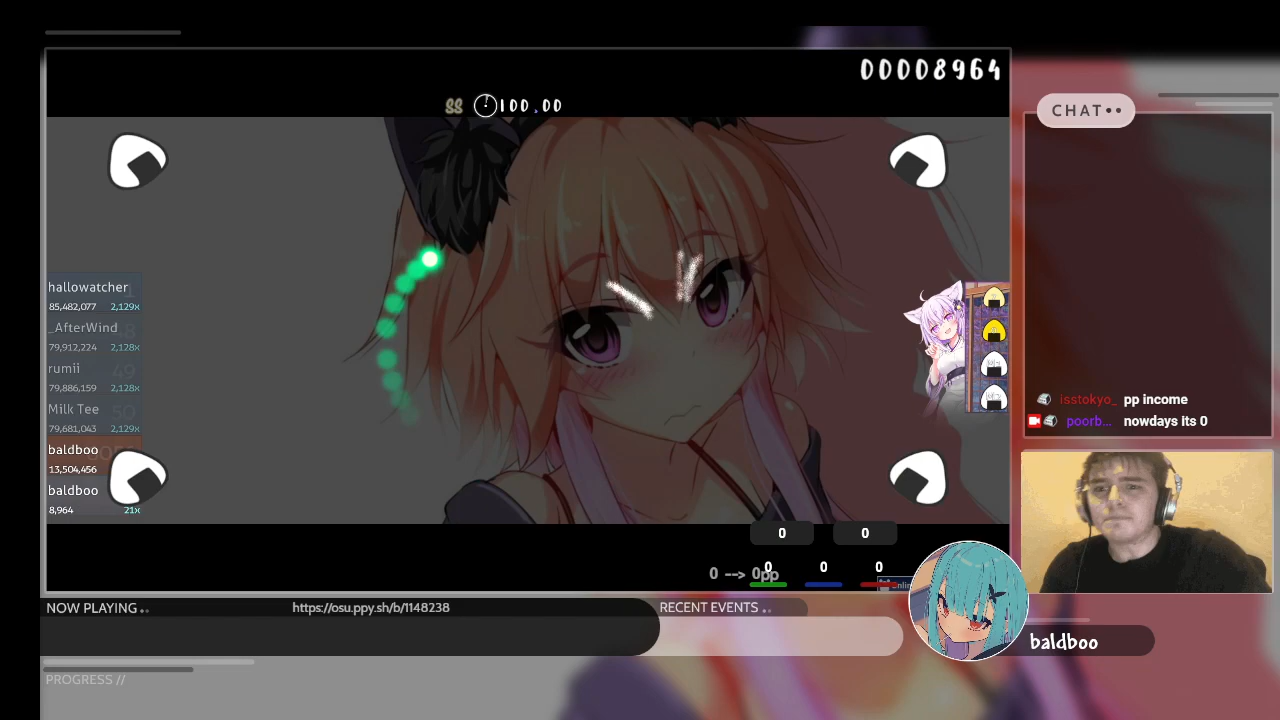 00008964
SS 100.00
CHAT••
hallowatcher
85,482,077 2,129x
_AfterWind
79,912,224 2,128x
rumii 49
79,886,159 2,128x
Milk Tee 50
79,681,043 2,129x
baldboo
13,504,456
baldboo
8,964 21x
isstokyo_ pp income
poorb... nowdays its 0
0 0
0 0 0
0 --> 0pp
NOW PLAYING .. https://osu.ppy.sh/b/1148238
RECENT EVENTS ..
baldboo
PROGRESS //